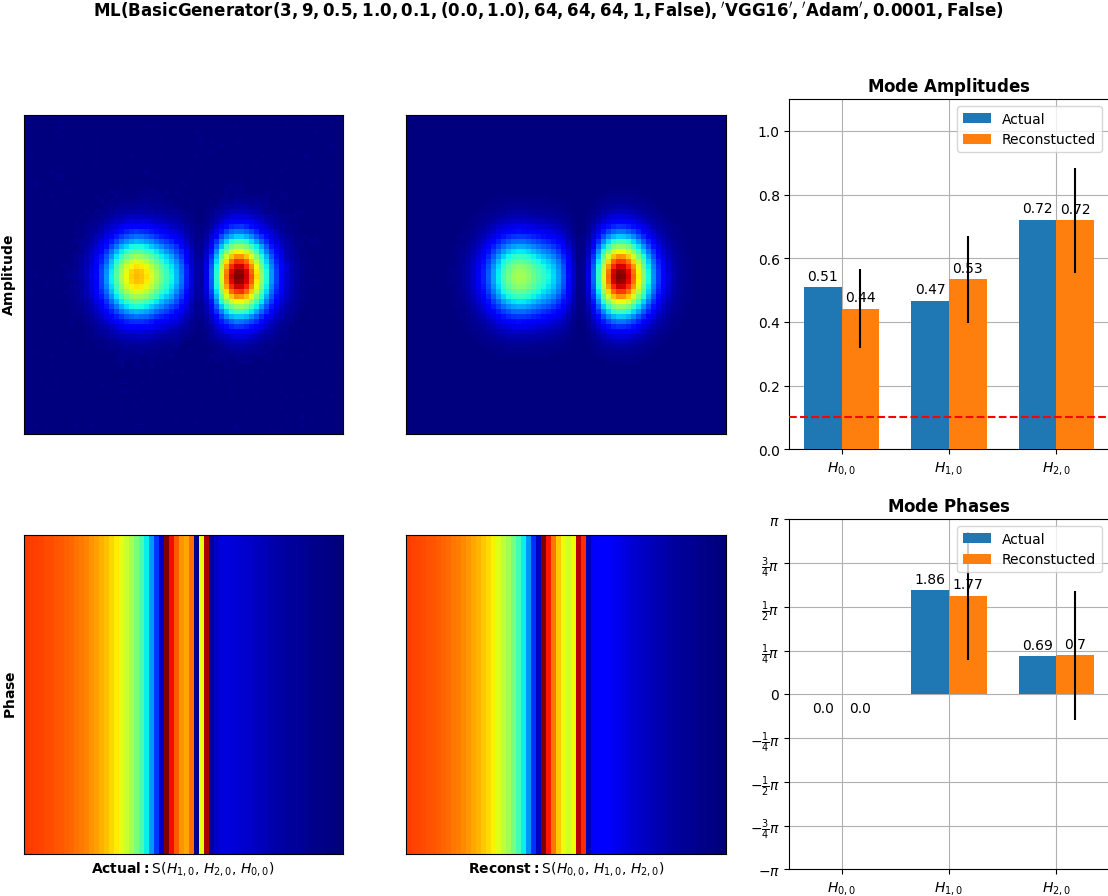 ML(BasicGenerator(3, 9, 0.5, 1.0, 0.1, (0.0, 1.0), 64, 64, 64, 1, False), ′VGG16′, ′Adam′, 0.0001, False)
Amplitude
Mode Amplitudes
Actual
Reconstucted
1.0
0.8
0.6
0.4
0.2
0.0
0.51
0.44
0.47
0.53
0.72
0.72
H0,0
H1,0
H2,0
Phase
Actual: S(H1,0, H2,0, H0,0)
Reconst: S(H0,0, H1,0, H2,0)
Mode Phases
Actual
Reconstucted
π
3/4π
1/2π
1/4π
0
−1/4π
−1/2π
−3/4π
−π
0.0
0.0
1.86
1.77
0.69
0.7
H0,0
H1,0
H2,0